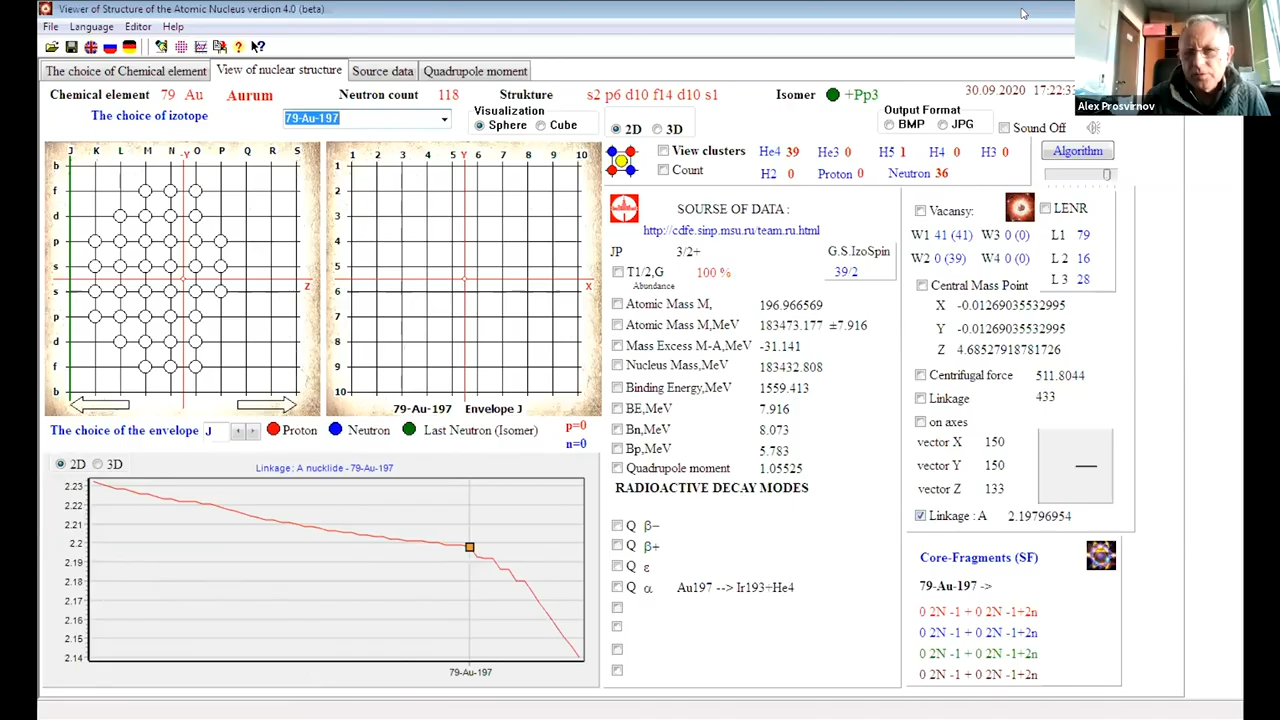 Viewer of Structure of the Atomic Nucleus verdion 4.0 (beta)
File Language Editor Help
The choice of Chemical element View of nuclear structure Source data Quadrupole moment
Chemical element 79 Au Aurum Neutron count 118 Strukture s2 p6 d10 f14 d10 s1 Isomer +Pp3 30.09.2020 17:22:33
Alex Prosvirnov
The choice of izotope 79-Au-197
Visualization
Sphere Cube
2D 3D
Output Format
BMP JPG
Sound Off
J K L M N O P R S
-Y
b
f
d
p
s
s
p
d
f
b
Z
1 2 3 4 Y 5 6 7 8 9 10
1
2
3
4
5
6
7
8
9
10
X
79-Au-197 Envelope J
View clusters He4 39 He3 0 H5 1 H4 0 H3 0
Count H2 0 Proton 0 Neutron 36
Algorithm
The choice of the envelope J Proton Neutron Last Neutron (Isomer) p=0
n=0
2D 3D
Linkage: A nucklide - 79-Au-197
2.23
2.22
2.21
2.2
2.19
2.18
2.17
2.16
2.15
2.14
79-Au-197
SOURSE OF DATA :
http://cdfe.sinp.msu.ru/team.ru.html
JP 3/2+ G.S.IzoSpin
T1/2,G 100 % 39/2
Abundance
Atomic Mass M, 196.966569
Atomic Mass M,MeV 183473.177 ±7.916
Mass Excess M-A,MeV -31.141
Nucleus Mass,MeV 183432.808
Binding Energy,MeV 1559.413
BE,MeV 7.916
Bn,MeV 8.073
Bp,MeV 5.783
Quadrupole moment 1.05525
RADIOACTIVE DECAY MODES
Q β−
Q β+
Q ε
Q α Au197 --> Ir193+He4
Vacansy: LENR
W1 41 (41) W3 0 (0) L1 79
W2 0 (39) W4 0 (0) L 2 16
L 3 28
Central Mass Point
X -0.01269035532995
Y -0.01269035532995
Z 4.68527918781726
Centrifugal force 511.8044
Linkage 433
on axes
vector X 150
vector Y 150
vector Z 133
Linkage : A 2.19796954
Core-Fragments (SF)
79-Au-197 ->
0 2N -1 + 0 2N -1+2n
0 2N -1 + 0 2N -1+2n
0 2N -1 + 0 2N -1+2n
0 2N -1 + 0 2N -1+2n